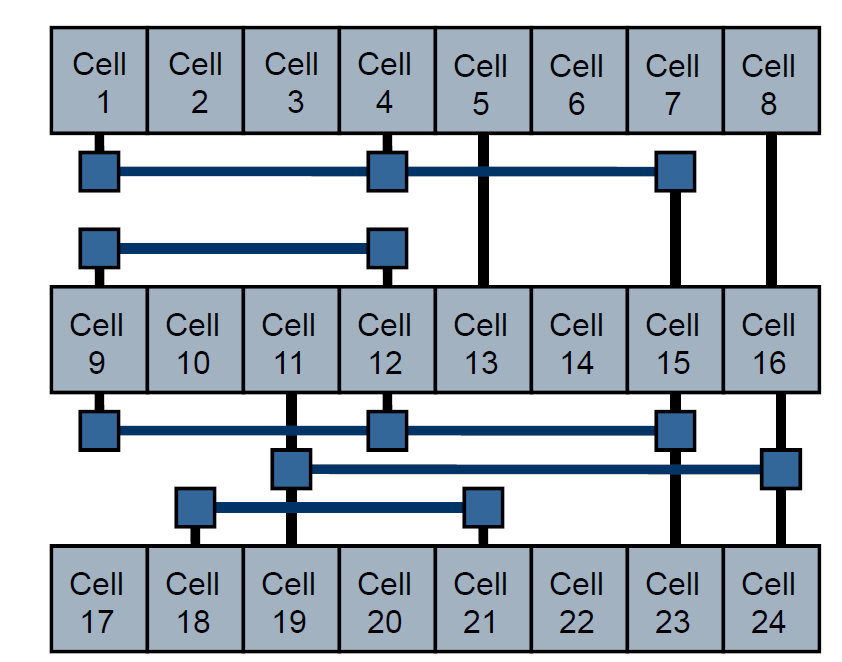 Cell 1
Cell 2
Cell 3
Cell 4
Cell 5
Cell 6
Cell 7
Cell 8
Cell 9
Cell 10
Cell 11
Cell 12
Cell 13
Cell 14
Cell 15
Cell 16
Cell 17
Cell 18
Cell 19
Cell 20
Cell 21
Cell 22
Cell 23
Cell 24